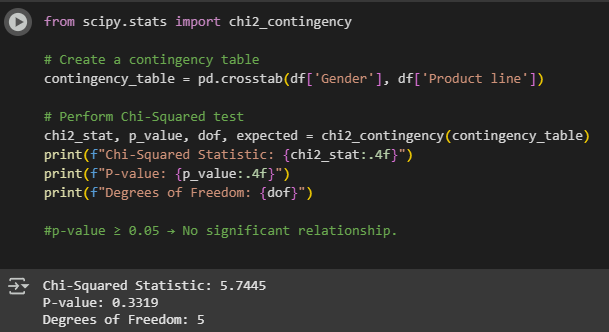 from scipy.stats import chi2_contingency
# Create a contingency table
contingency_table = pd.crosstab(df['Gender'], df['Product line'])
# Perform Chi-Squared test
chi2_stat, p_value, dof, expected = chi2_contingency(contingency_table)
print(f"Chi-Squared Statistic: {chi2_stat:.4f}")
print(f"P-value: {p_value:.4f}")
print(f"Degrees of Freedom: {dof}")
#p-value ≥ 0.05 → No significant relationship.
Chi-Squared Statistic: 5.7445
P-value: 0.3319
Degrees of Freedom: 5